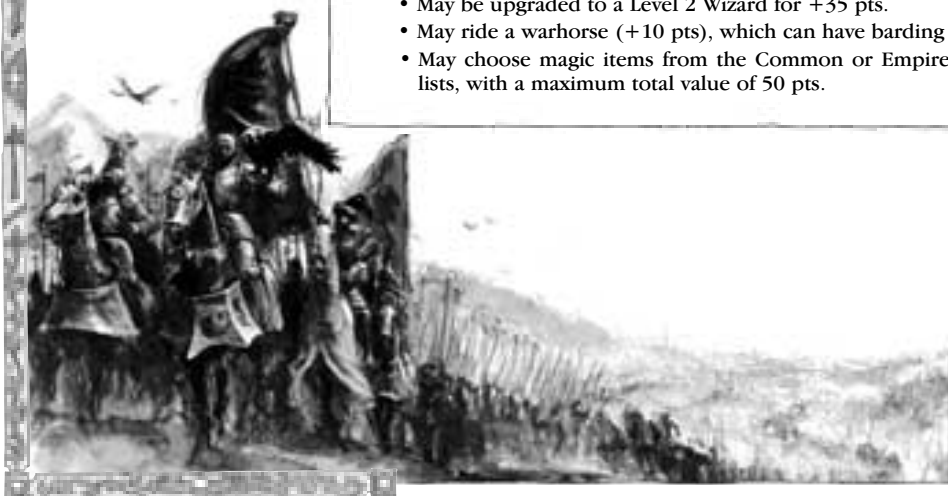 • May be upgraded to a Level 2 Wizard for +35 pts.
• May ride a warhorse (+10 pts), which can have barding
• May choose magic items from the Common or Empire
lists, with a maximum total value of 50 pts.